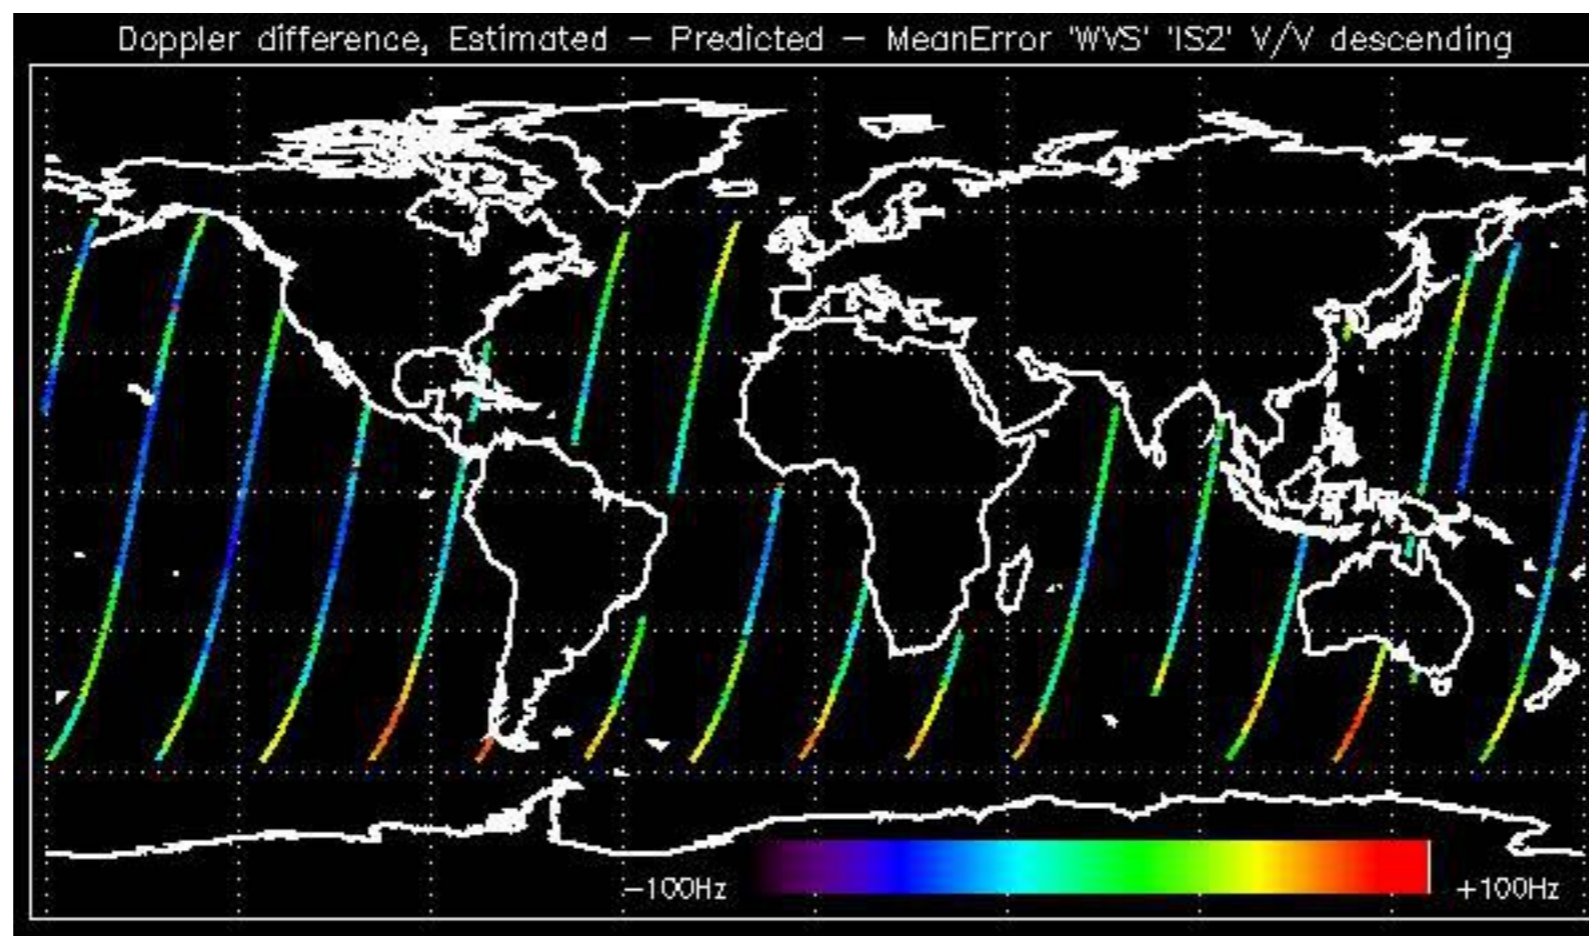 Doppler difference, Estimated – Predicted – MeanError 'WVS' 'IS2' V/V descending
–100Hz
+100Hz